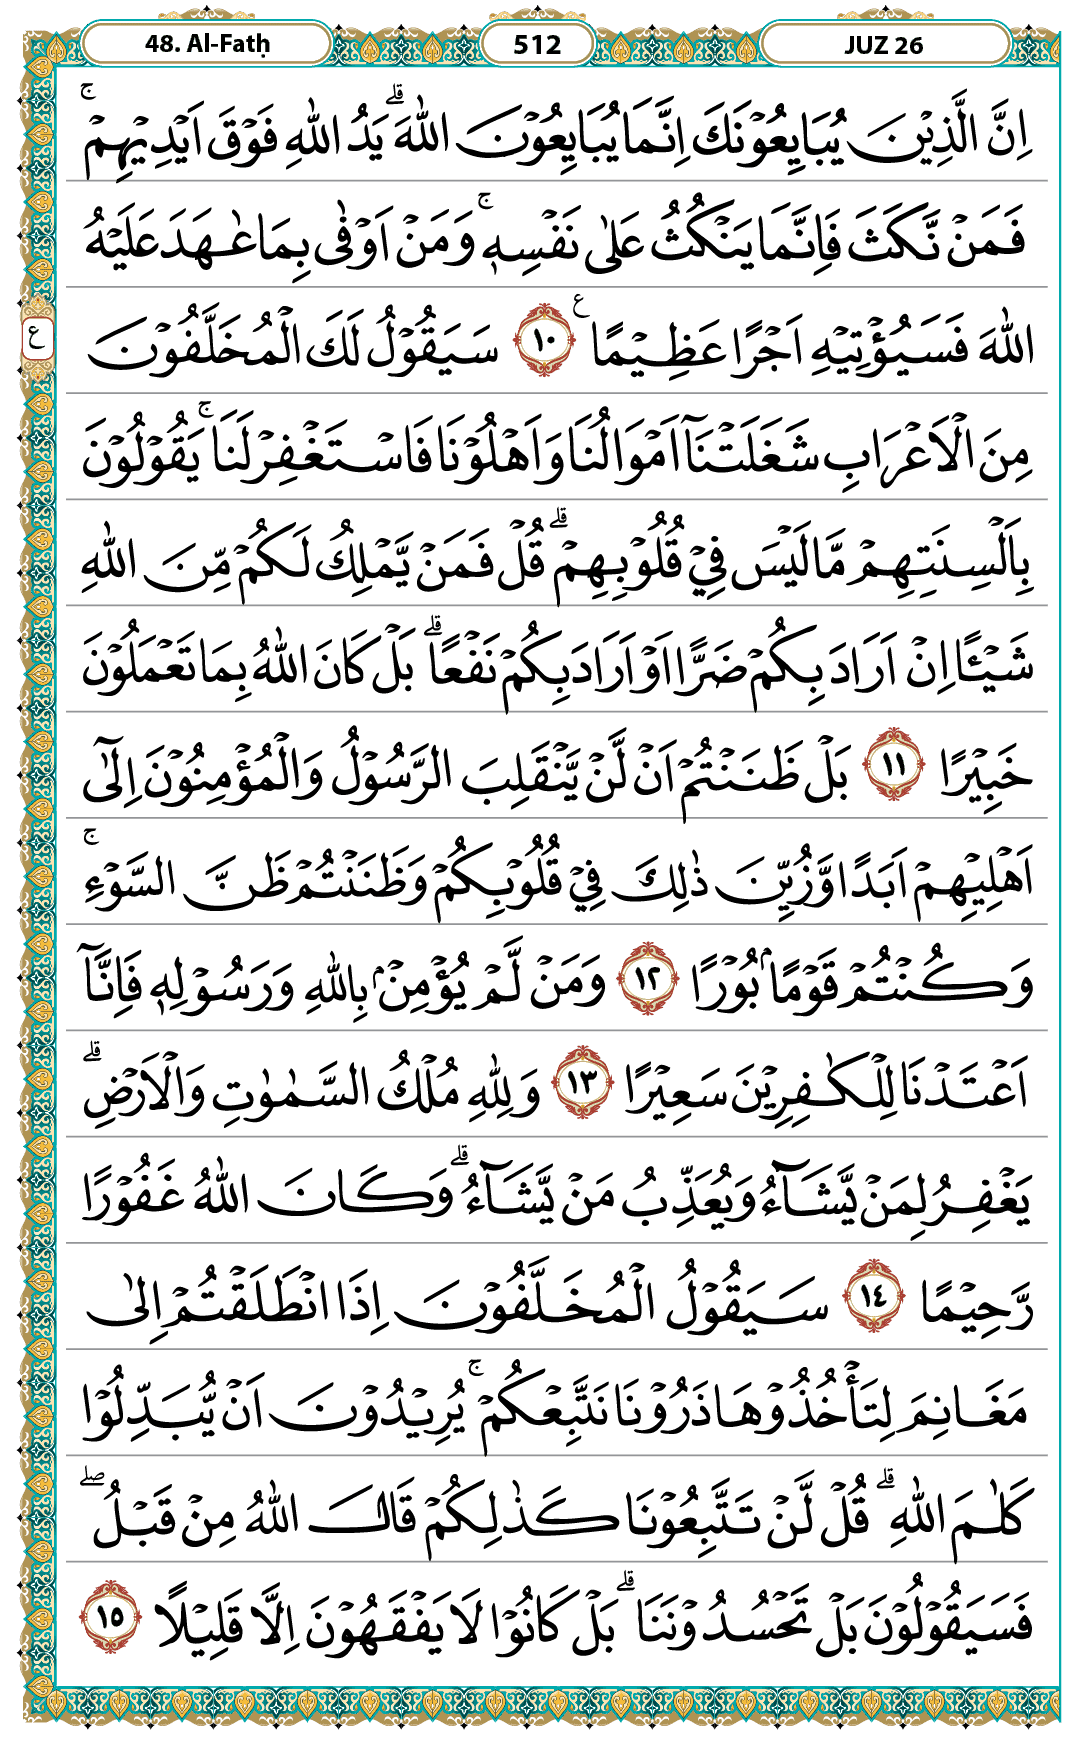 48. Al-Fatḥ
512
JUZ 26
اِنَّ الَّذِيْنَ يُبَايِعُوْنَكَ اِنَّمَا يُبَايِعُوْنَ اللّٰهَ ۗ يَدُ اللّٰهِ فَوْقَ اَيْدِيْهِمْ ۚ
فَمَنْ نَّكَثَ فَاِنَّمَا يَنْكُثُ عَلٰى نَفْسِهٖ ۚ وَمَنْ اَوْفٰى بِمَا عٰهَدَ عَلَيْهُ
ع
اللّٰهَ فَسَيُؤْتِيْهِ اَجْرًا عَظِيْمًا ࣖ ١٠ سَيَقُوْلُ لَكَ الْمُخَلَّفُوْنَ
مِنَ الْاَعْرَابِ شَغَلَتْنَآ اَمْوَالُنَا وَاَهْلُوْنَا فَاسْتَغْفِرْ لَنَا ۚ يَقُوْلُوْنَ
بِاَلْسِنَتِهِمْ مَّا لَيْسَ فِيْ قُلُوْبِهِمْ ۗ قُلْ فَمَنْ يَّمْلِكُ لَكُمْ مِّنَ اللّٰهِ
شَيْـًٔا اِنْ اَرَادَ بِكُمْ ضَرًّا اَوْ اَرَادَ بِكُمْ نَفْعًا ۗ بَلْ كَانَ اللّٰهُ بِمَا تَعْمَلُوْنَ
خَبِيْرًا ١١ بَلْ ظَنَنْتُمْ اَنْ لَّنْ يَّنْقَلِبَ الرَّسُوْلُ وَالْمُؤْمِنُوْنَ اِلٰٓى
اَهْلِيْهِمْ اَبَدًا وَّزُيِّنَ ذٰلِكَ فِيْ قُلُوْبِكُمْ وَظَنَنْتُمْ ظَنَّ السَّوْءِ ۚ
وَكُنْتُمْ قَوْمًاۢ بُوْرًا ١٢ وَمَنْ لَّمْ يُؤْمِنْۢ بِاللّٰهِ وَرَسُوْلِهٖ فَاِنَّآ
اَعْتَدْنَا لِلْكٰفِرِيْنَ سَعِيْرًا ١٣ وَلِلّٰهِ مُلْكُ السَّمٰوٰتِ وَالْاَرْضِ ۗ
يَغْفِرُ لِمَنْ يَّشَاۤءُ وَيُعَذِّبُ مَنْ يَّشَاۤءُ ۗ وَكَانَ اللّٰهُ غَفُوْرًا
رَّحِيْمًا ١٤ سَيَقُوْلُ الْمُخَلَّفُوْنَ اِذَا انْطَلَقْتُمْ اِلٰى
مَغَانِمَ لِتَأْخُذُوْهَا ذَرُوْنَا نَتَّبِعْكُمْ ۚ يُرِيْدُوْنَ اَنْ يُّبَدِّلُوْا
كَلٰمَ اللّٰهِ ۗ قُلْ لَّنْ تَتَّبِعُوْنَا كَذٰلِكُمْ قَالَ اللّٰهُ مِنْ قَبْلُ ۖ
فَسَيَقُوْلُوْنَ بَلْ تَحْسُدُوْنَنَا ۗ بَلْ كَانُوْا لَا يَفْقَهُوْنَ اِلَّا قَلِيْلًا ١٥